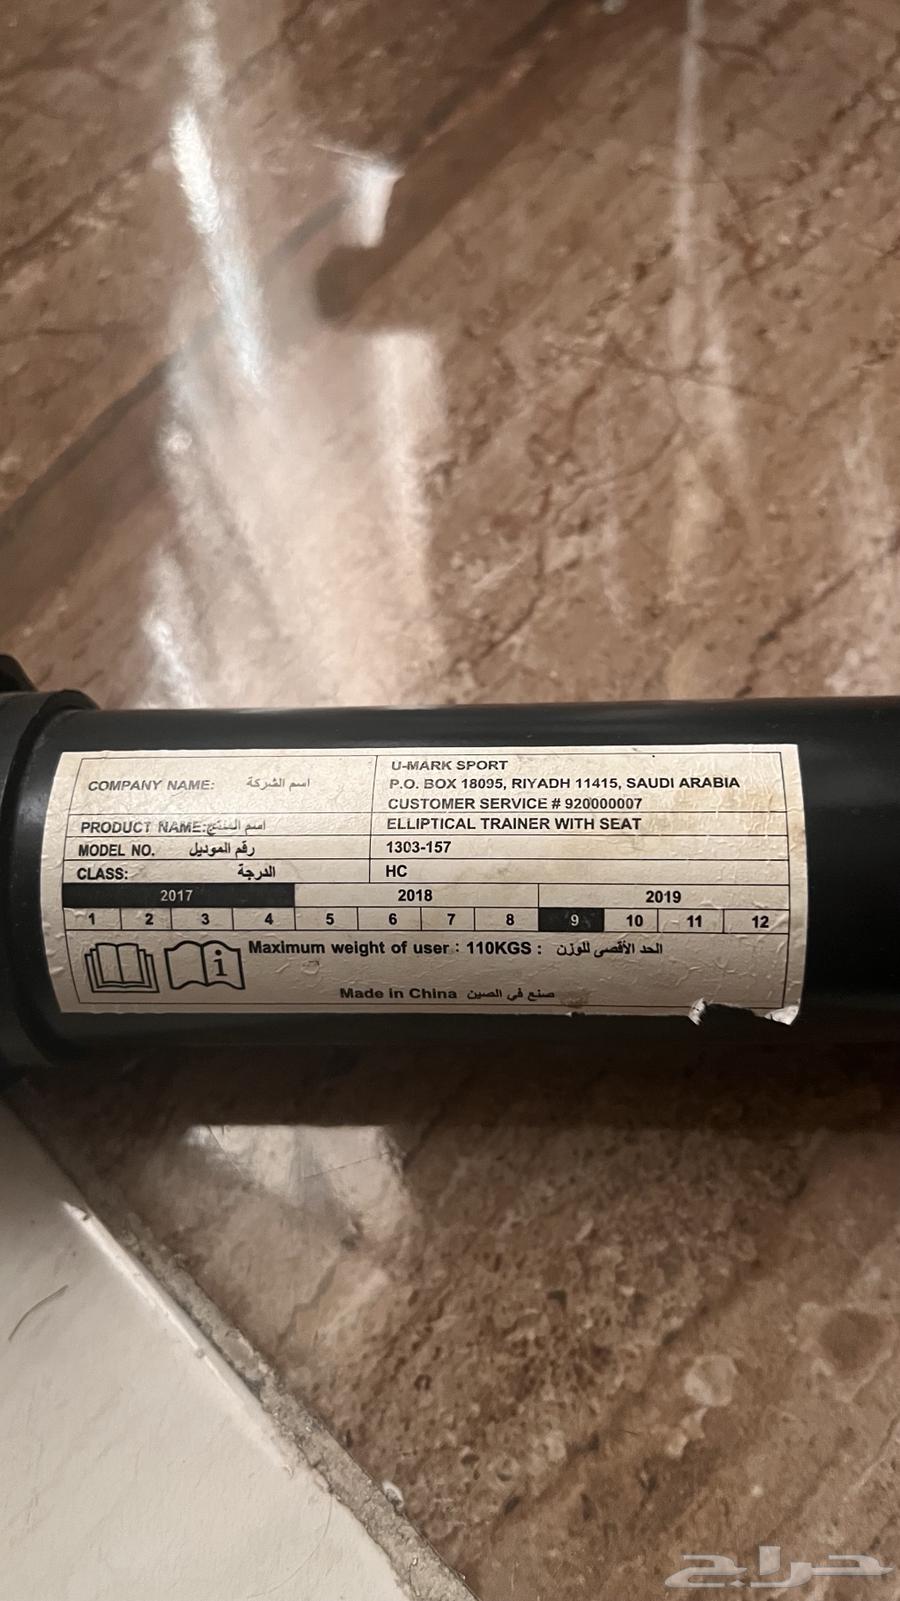 U-MARK SPORT
COMPANY NAME: اسم الشركة P.O. BOX 18095, RIYADH 11415, SAUDI ARABIA
CUSTOMER SERVICE # 920000007
PRODUCT NAME: اسم المنتج ELLIPTICAL TRAINER WITH SEAT
MODEL NO. رقم الموديل 1303-157
CLASS: الدرجة HC
2017 2018 2019
1 2 3 4 5 6 7 8 9 10 11 12
Maximum weight of user : 110KGS : الحد الأقصى للوزن
Made in China صنع في الصين
حراج